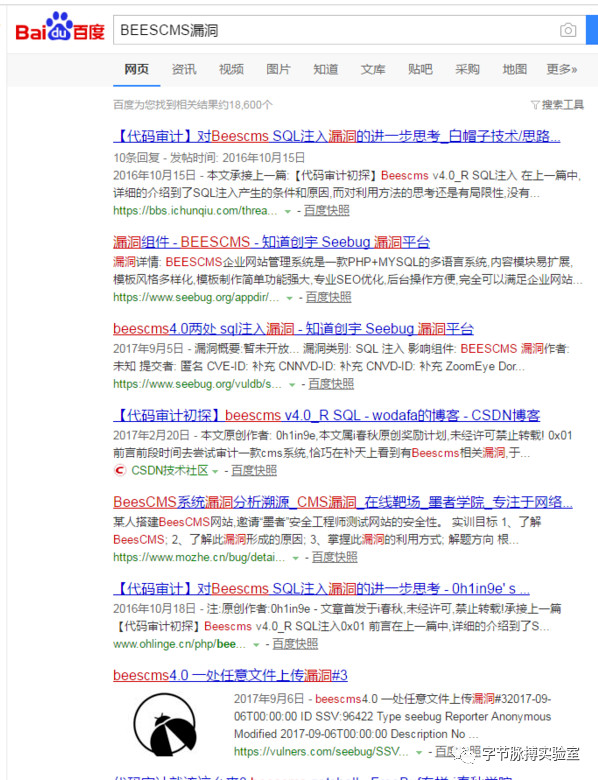 Bai du 百度
BEESCMS漏洞
网页 资讯 视频 图片 知道 文库 贴吧 采购 地图 更多»
百度为您找到相关结果约18,600个 搜索工具
【代码审计】对Beescms SQL注入漏洞的进一步思考_白帽子技术/思路...
10条回复 - 发帖时间: 2016年10月15日
2016年10月15日 - 本文承接上一篇:【代码审计初探】Beescms v4.0_R SQL注入 在上一篇中,
详细的介绍到了SQL注入产生的条件和原因,而对利用方法的思考还是有局限性,没有...
https://bbs.ichunqiu.com/threa... - 百度快照
漏洞组件 - BEESCMS - 知道创宇 Seebug 漏洞平台
漏洞详情: BEESCMS企业网站管理系统是一款PHP+MYSQL的多语言系统,内容模块易扩展,
模板风格多样化,模板制作简单功能强大,专业SEO优化,后台操作方便,完全可以满足企业网站...
https://www.seebug.org/appdir/... - 百度快照
beescms4.0两处 sql注入漏洞 - 知道创宇 Seebug 漏洞平台
2017年9月5日 - 漏洞概要:暂未开放... 漏洞类别: SQL 注入 影响组件: BEESCMS 漏洞作者:
未知 提交者: 匿名 CVE-ID: 补充 CNNVD-ID: 补充 CNVD-ID: 补充 ZoomEye Dor...
https://www.seebug.org/vuldb/s... - 百度快照
【代码审计初探】beescms v4.0_R SQL - wodafa的博客 - CSDN博客
2017年2月20日 - 本文原创作者: 0h1in9e,本文属i春秋原创奖励计划,未经许可禁止转载! 0x01
前言前段时间去尝试审计一款cms系统,恰巧在补天上看到有Beescms相关漏洞,于...
CSDN技术社区 - 百度快照
BeesCMS系统漏洞分析溯源_CMS漏洞_在线靶场_墨者学院_专注于网络...
某人搭建BeesCMS网站,邀请“墨者”安全工程师测试网站的安全性。 实训目标 1、了解
BeesCMS; 2、了解此漏洞形成的原因; 3、掌握此漏洞的利用方式; 解题方向 根...
https://www.mozhe.cn/bug/detai... - 百度快照
【代码审计】对Beescms SQL注入漏洞的进一步思考 - 0h1in9e' s ...
2016年10月18日 - 注:原创作者:0h1in9e - 文章首发于i春秋,未经许可,禁止转载!承接上一篇
【代码审计初探】Beescms v4.0_R SQL注入0x01 前言在上一篇中,详细的介绍到了S...
www.ohlinge.cn/php/bee... - 百度快照
beescms4.0 一处任意文件上传漏洞#3
2017年9月6日 - beescms4.0 一处任意文件上传漏洞#32017-09-
06T00:00:00 ID SSV:96422 Type seebug Reporter Anonymous
Modified 2017-09-06T00:00:00 Description No ...
https://vulners.com/seebug/SSV... - 百度快照
字节脉搏实验室